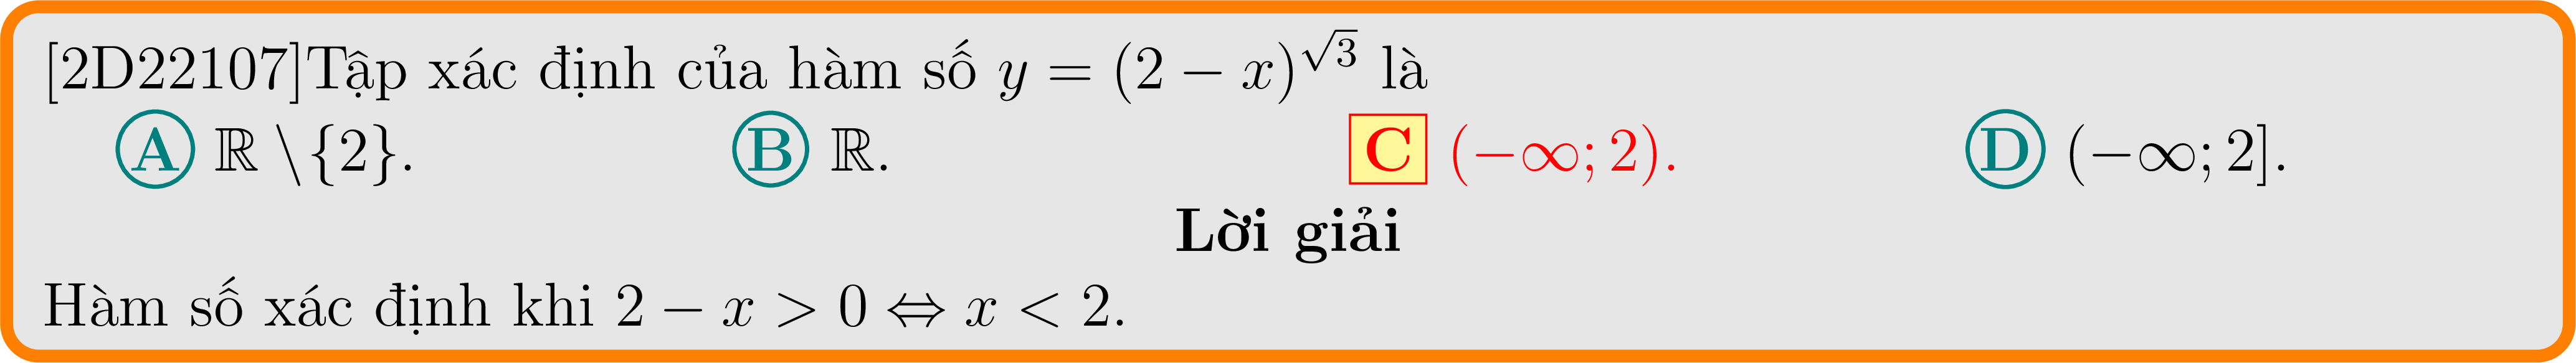 [2D22107]Tập xác định của hàm số $y = (2 - x)^{\sqrt{3}}$ là
A $\mathbb{R} \setminus \{2\}$. B $\mathbb{R}$. C $(-\infty; 2)$. D $(-\infty; 2]$.
Lời giải
Hàm số xác định khi $2 - x > 0 \Leftrightarrow x < 2$.